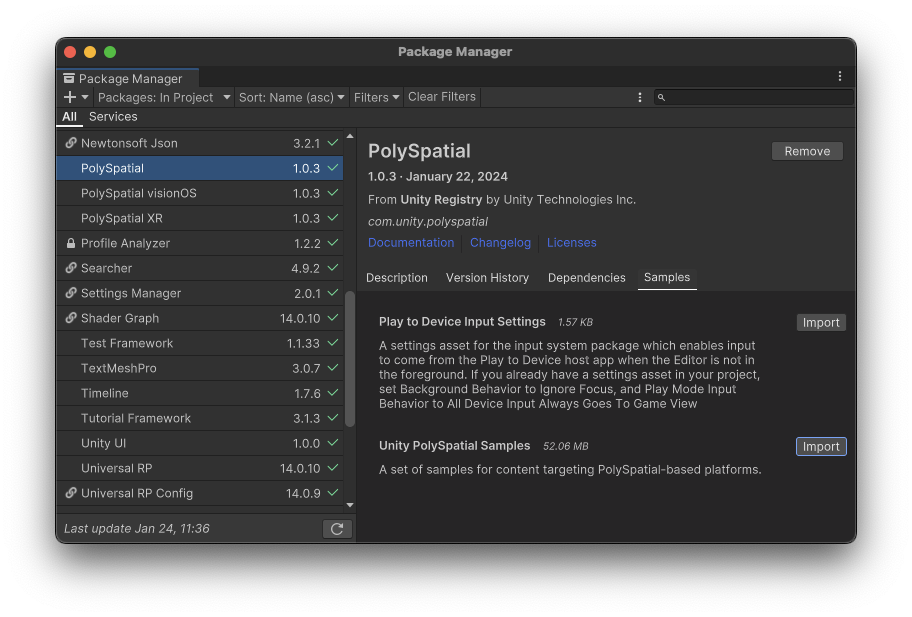 Package Manager
Package Manager
Packages: In Project Sort: Name (asc) Filters Clear Filters
All Services
Newtonsoft Json 3.2.1
PolySpatial 1.0.3
PolySpatial visionOS 1.0.3
PolySpatial XR 1.0.3
Profile Analyzer 1.2.2
Searcher 4.9.2
Settings Manager 2.0.1
Shader Graph 14.0.10
Test Framework 1.1.33
TextMeshPro 3.0.7
Timeline 1.7.6
Tutorial Framework 3.1.3
Unity UI 1.0.0
Universal RP 14.0.10
Universal RP Config 14.0.9
Last update Jan 24, 11:36
PolySpatial Remove
1.0.3 · January 22, 2024
From Unity Registry by Unity Technologies Inc.
com.unity.polyspatial
Documentation Changelog Licenses
Description Version History Dependencies Samples
Play to Device Input Settings 1.57 KB Import
A settings asset for the input system package which enables input
to come from the Play to Device host app when the Editor is not in
the foreground. If you already have a settings asset in your project,
set Background Behavior to Ignore Focus, and Play Mode Input
Behavior to All Device Input Always Goes To Game View
Unity PolySpatial Samples 52.06 MB Import
A set of samples for content targeting PolySpatial-based platforms.